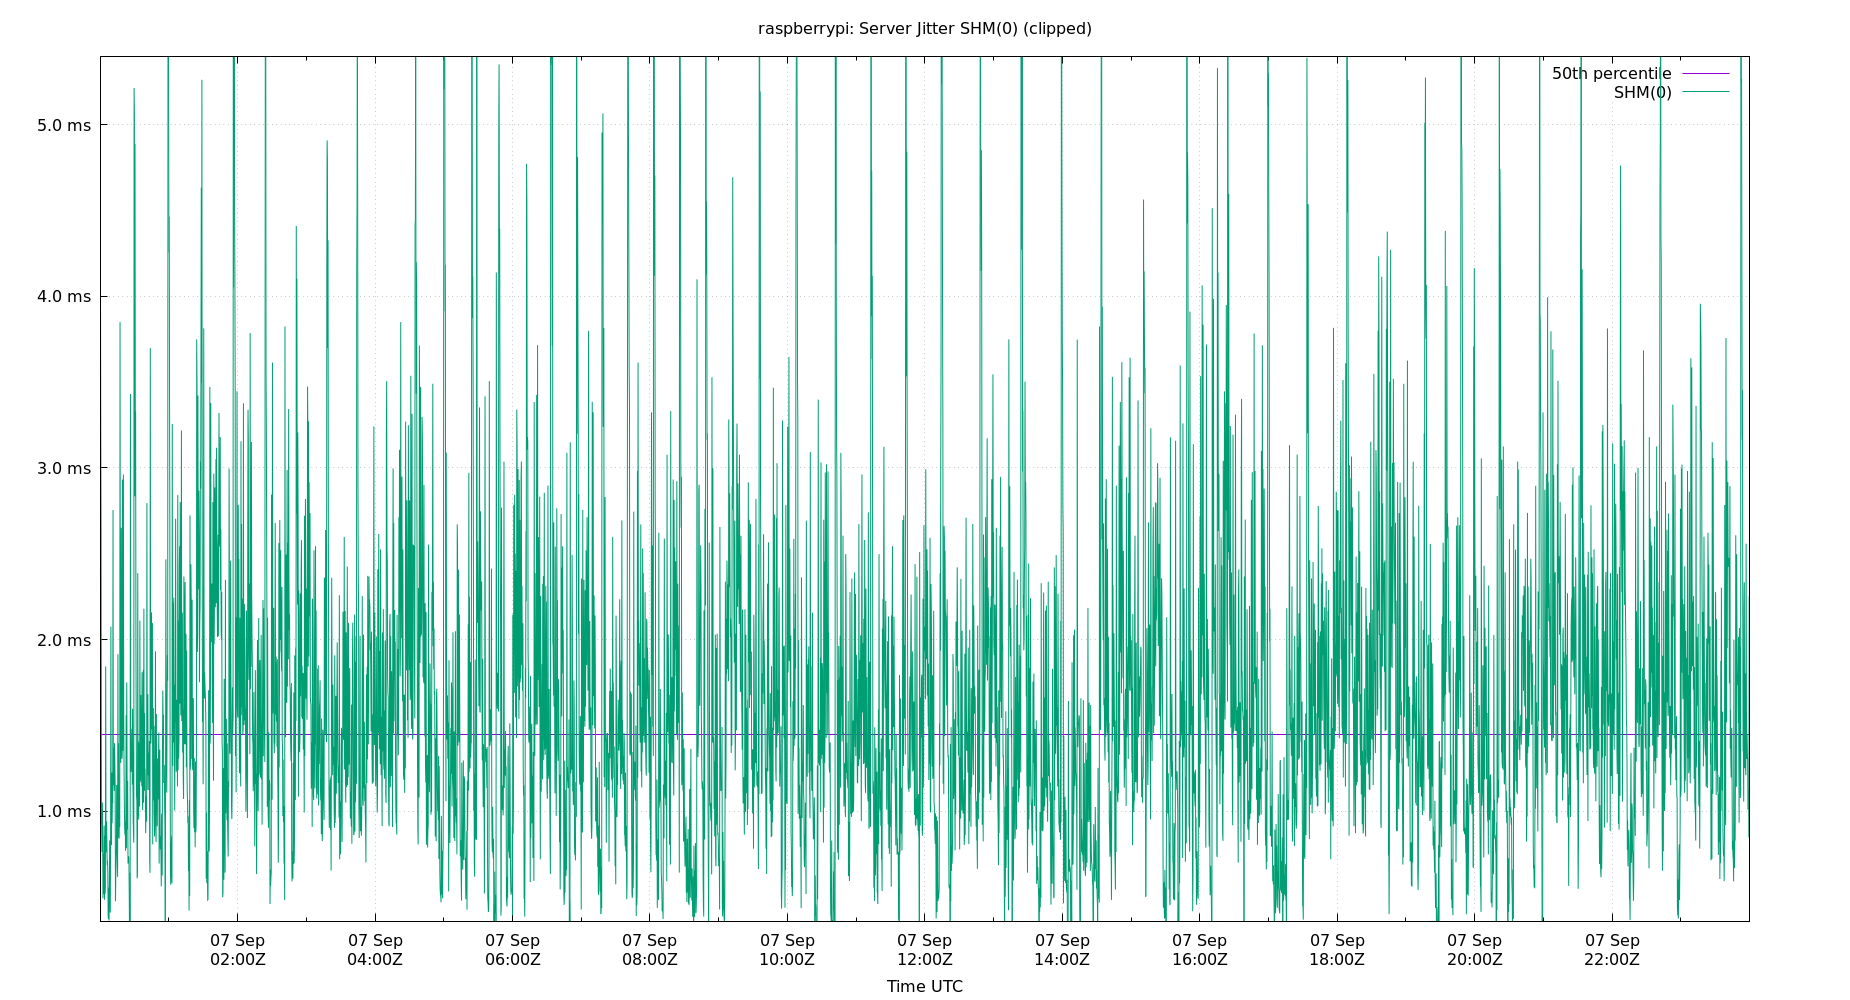 raspberrypi: Server Jitter SHM(0) (clipped)
50th percentile
SHM(0)
5.0 ms
4.0 ms
3.0 ms
2.0 ms
1.0 ms
07 Sep 07 Sep 07 Sep 07 Sep 07 Sep 07 Sep 07 Sep 07 Sep 07 Sep 07 Sep 07 Sep
02:00Z 04:00Z 06:00Z 08:00Z 10:00Z 12:00Z 14:00Z 16:00Z 18:00Z 20:00Z 22:00Z
Time UTC